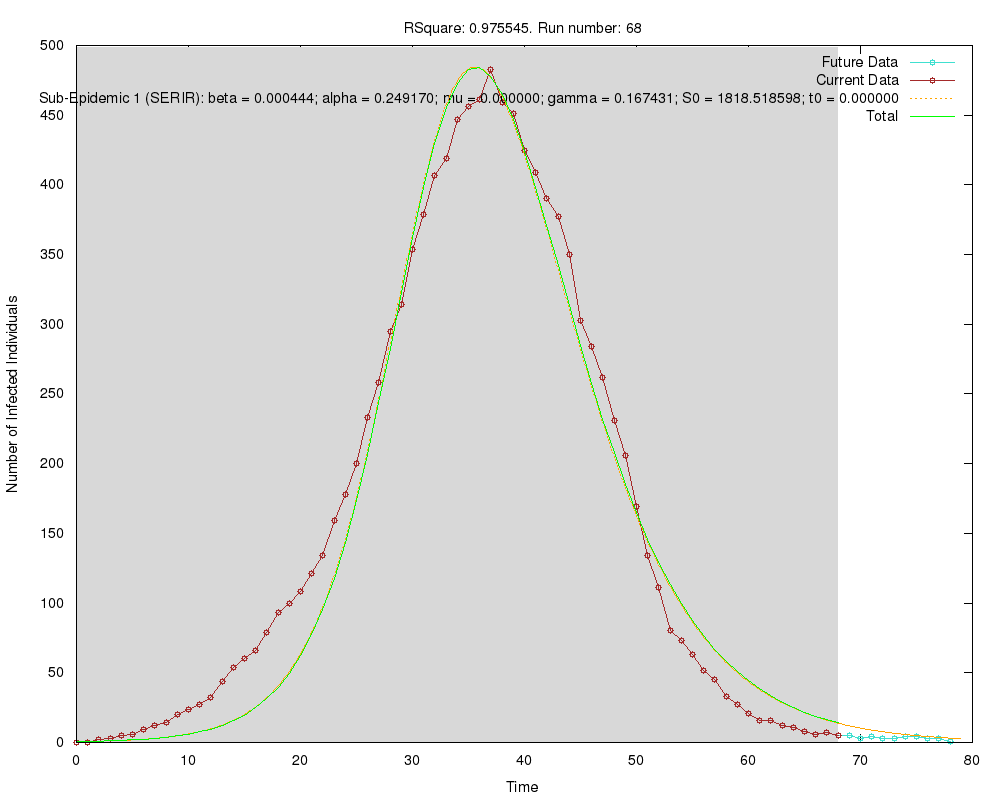 RSquare: 0.975545. Run number: 68
500
450
400
350
300
250
200
150
100
50
0
Number of Infected Individuals
Future Data
Current Data
Sub-Epidemic 1 (SERIR): beta = 0.000444; alpha = 0.249170; mu = 0.000000; gamma = 0.167431; S0 = 1818.518598; t0 = 0.000000
Total
0 10 20 30 40 50 60 70 80
Time